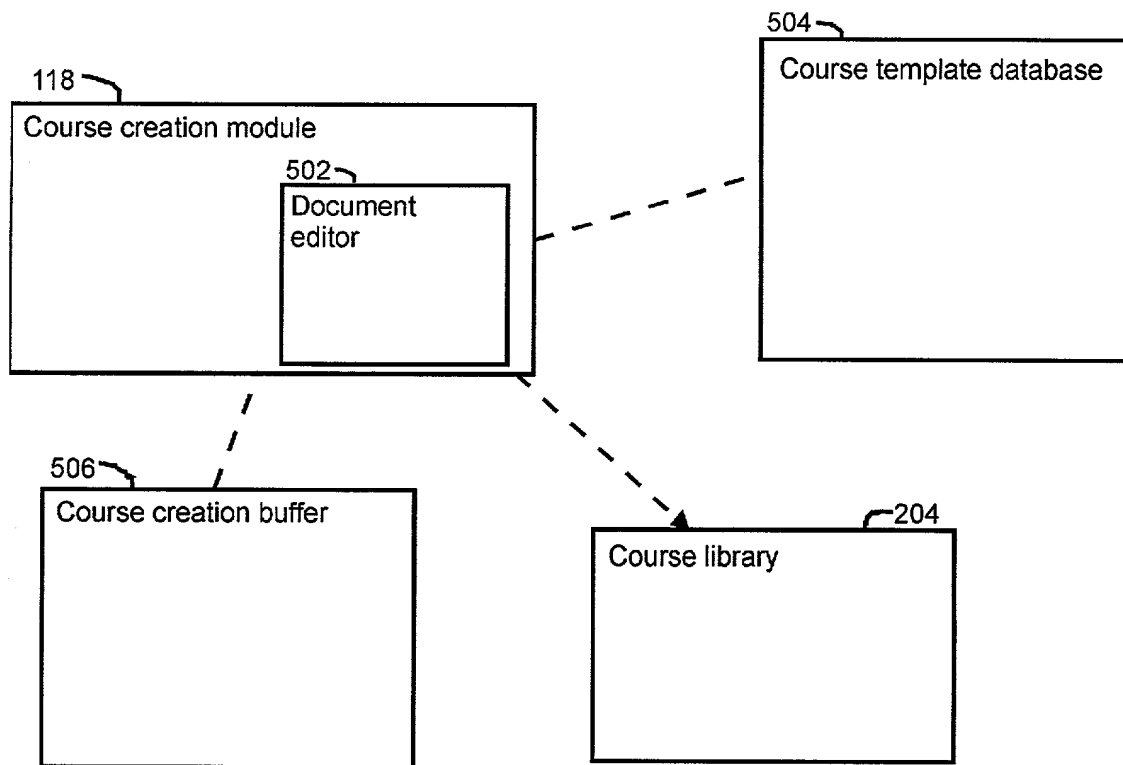 504
Course template database
118
Course creation module
502
Document
editor
506
Course creation buffer
204
Course library